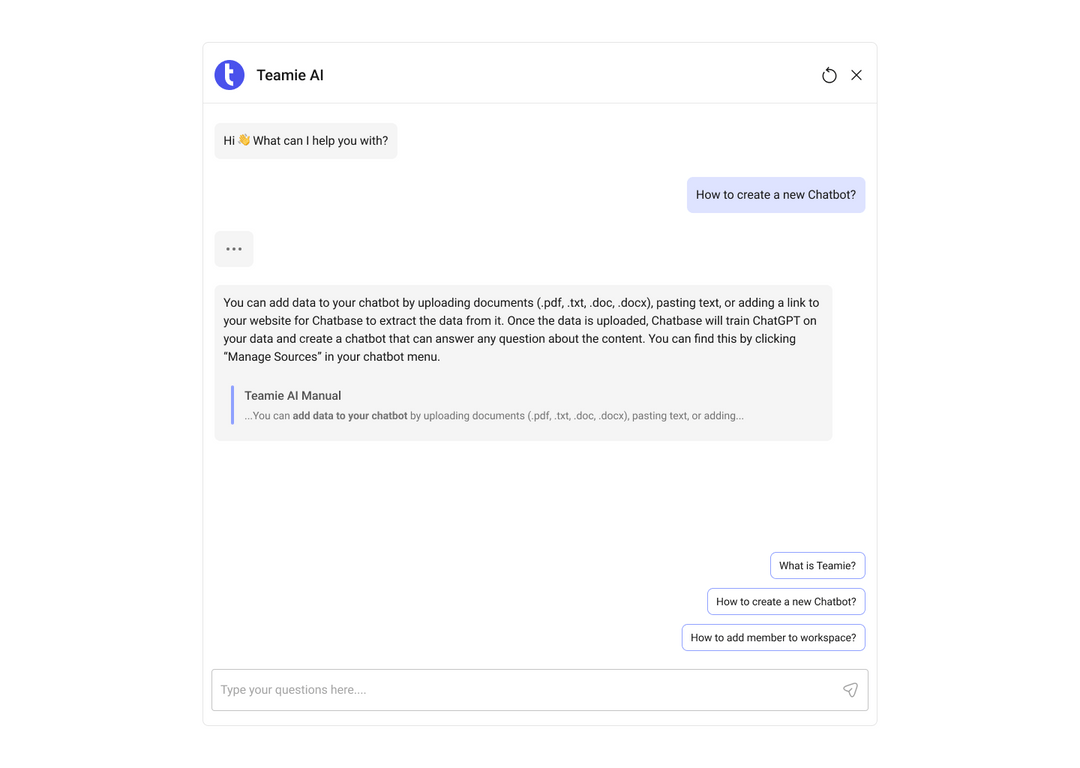 Teamie AI
Hi 👋 What can I help you with?
How to create a new Chatbot?
You can add data to your chatbot by uploading documents (.pdf, .txt, .doc, .docx), pasting text, or adding a link to
your website for Chatbase to extract the data from it. Once the data is uploaded, Chatbase will train ChatGPT on
your data and create a chatbot that can answer any question about the content. You can find this by clicking
“Manage Sources” in your chatbot menu.
Teamie AI Manual
...You can add data to your chatbot by uploading documents (.pdf, .txt, .doc, .docx), pasting text, or adding...
What is Teamie?
How to create a new Chatbot?
How to add member to workspace?
Type your questions here....